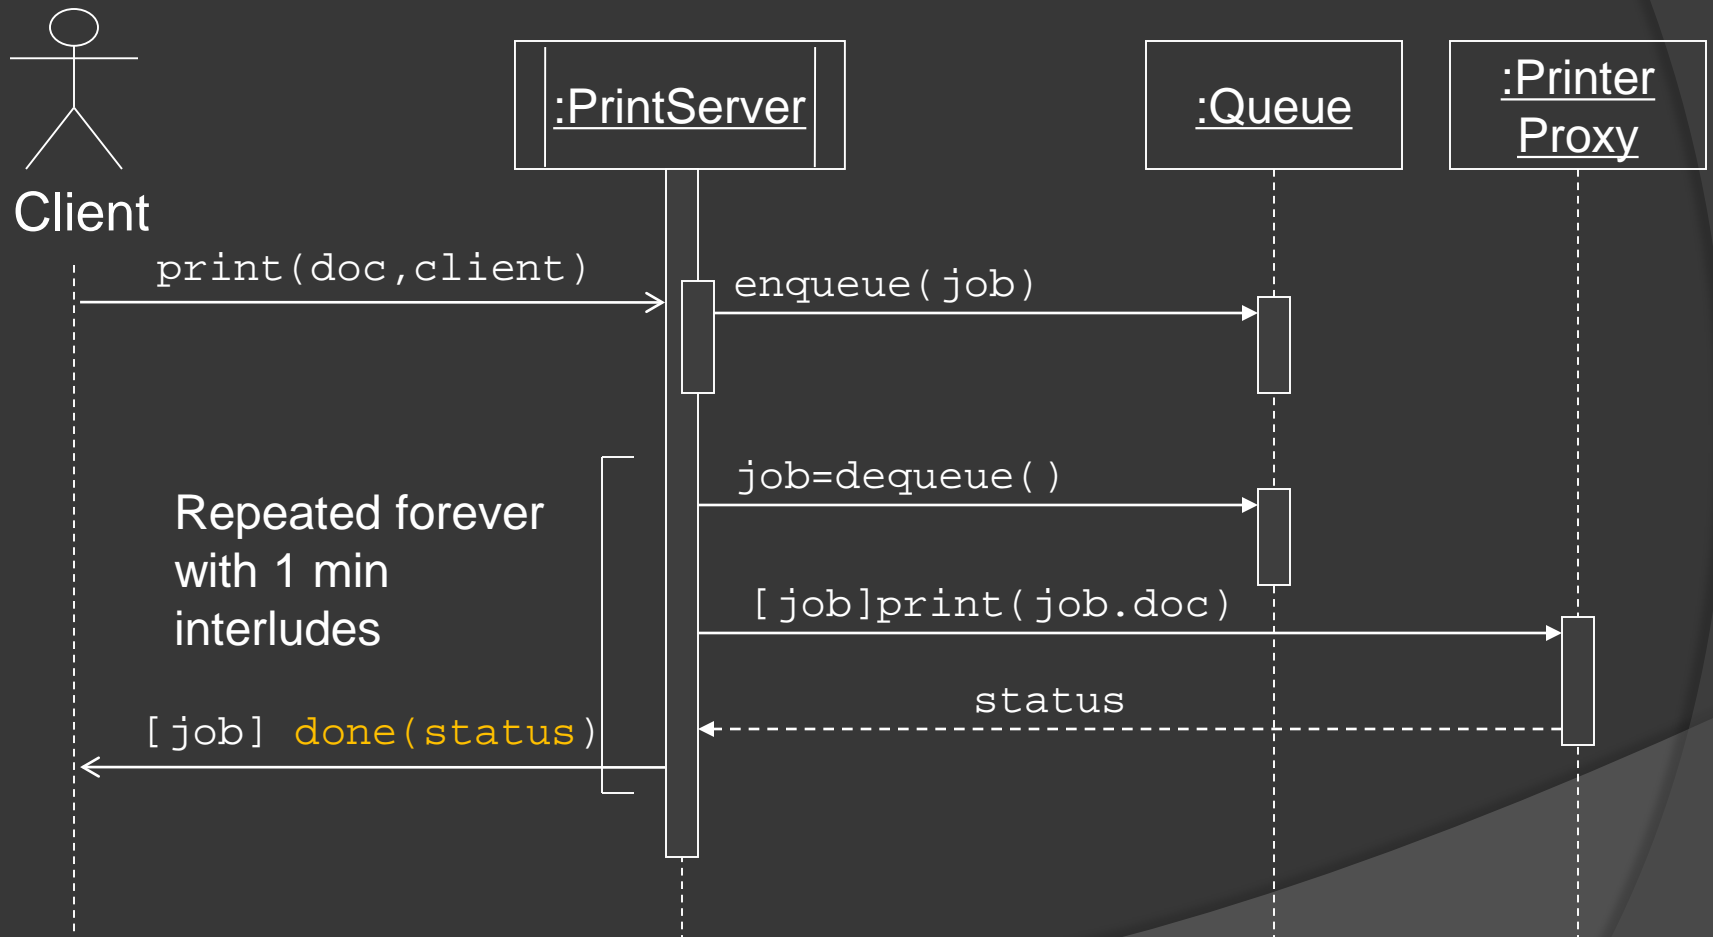 :PrintServer
:Queue
:Printer
Proxy
Client
print(doc,client)
enqueue(job)
job=dequeue()
Repeated forever
with 1 min
interludes
[job]print(job.doc)
status
[job] done(status)